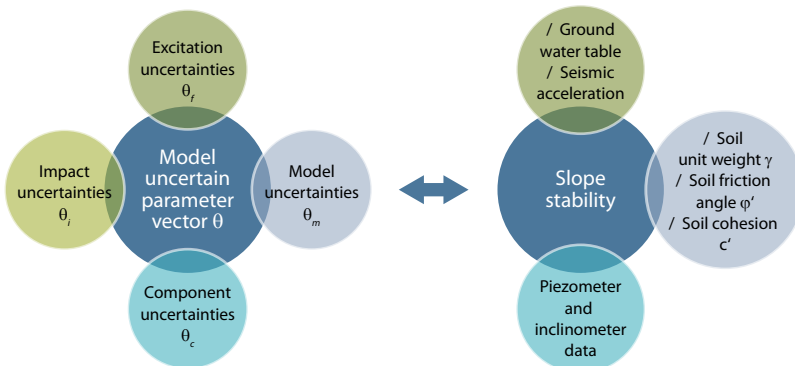 Excitation
uncertainties
θf
Impact
uncertainties
θi
Model
uncertain
parameter
vector θ
Model
uncertainties
θm
Component
uncertainties
θc
/ Ground
water table
/ Seismic
acceleration
Slope
stability
/ Soil
unit weight γ
/ Soil friction
angle φ‘
/ Soil cohesion
c‘
Piezometer
and
inclinometer
data